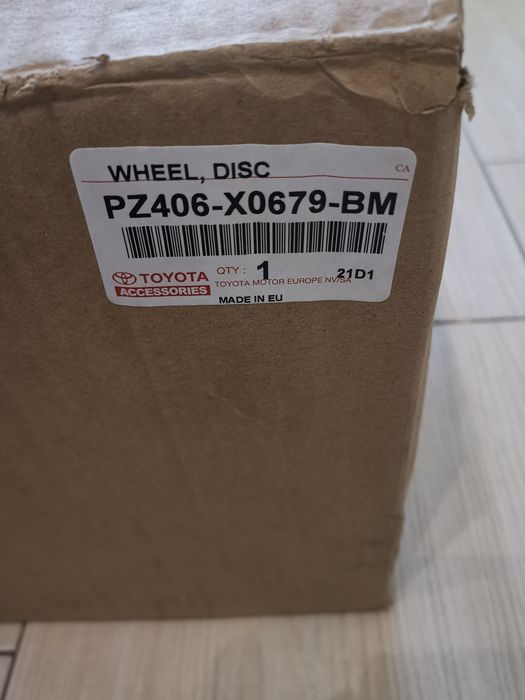 WHEEL, DISC
CA
PZ406-X0679-BM
TOYOTA
ACCESSORIES
QTY : 1
21D1
TOYOTA MOTOR EUROPE NV/SA
MADE IN EU